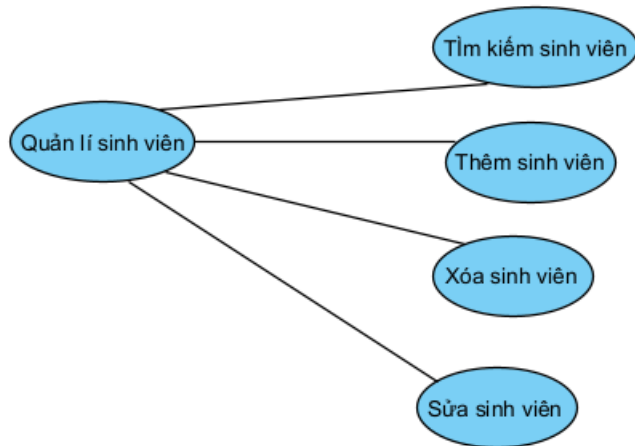 TÌm kiếm sinh viên
Quản lí sinh viên
Thêm sinh viên
Xóa sinh viên
Sửa sinh viên